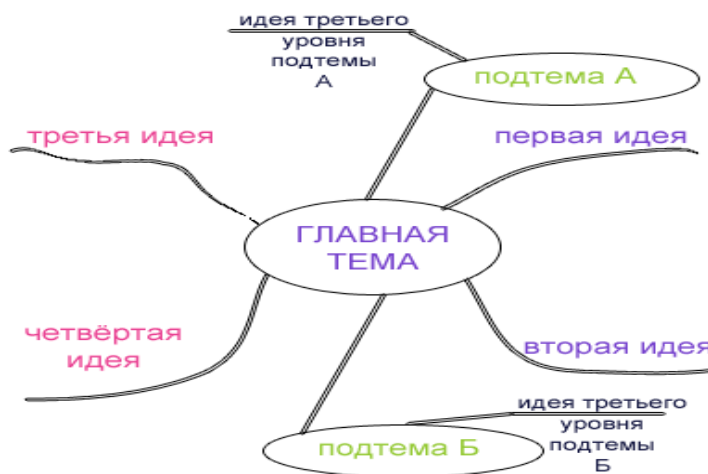 идея третьего
уровня
подтемы
А
подтема А
третья идея
первая идея
ГЛАВНАЯ
ТЕМА
четвёртая
идея
вторая идея
подтема Б
идея третьего
уровня
подтемы
Б